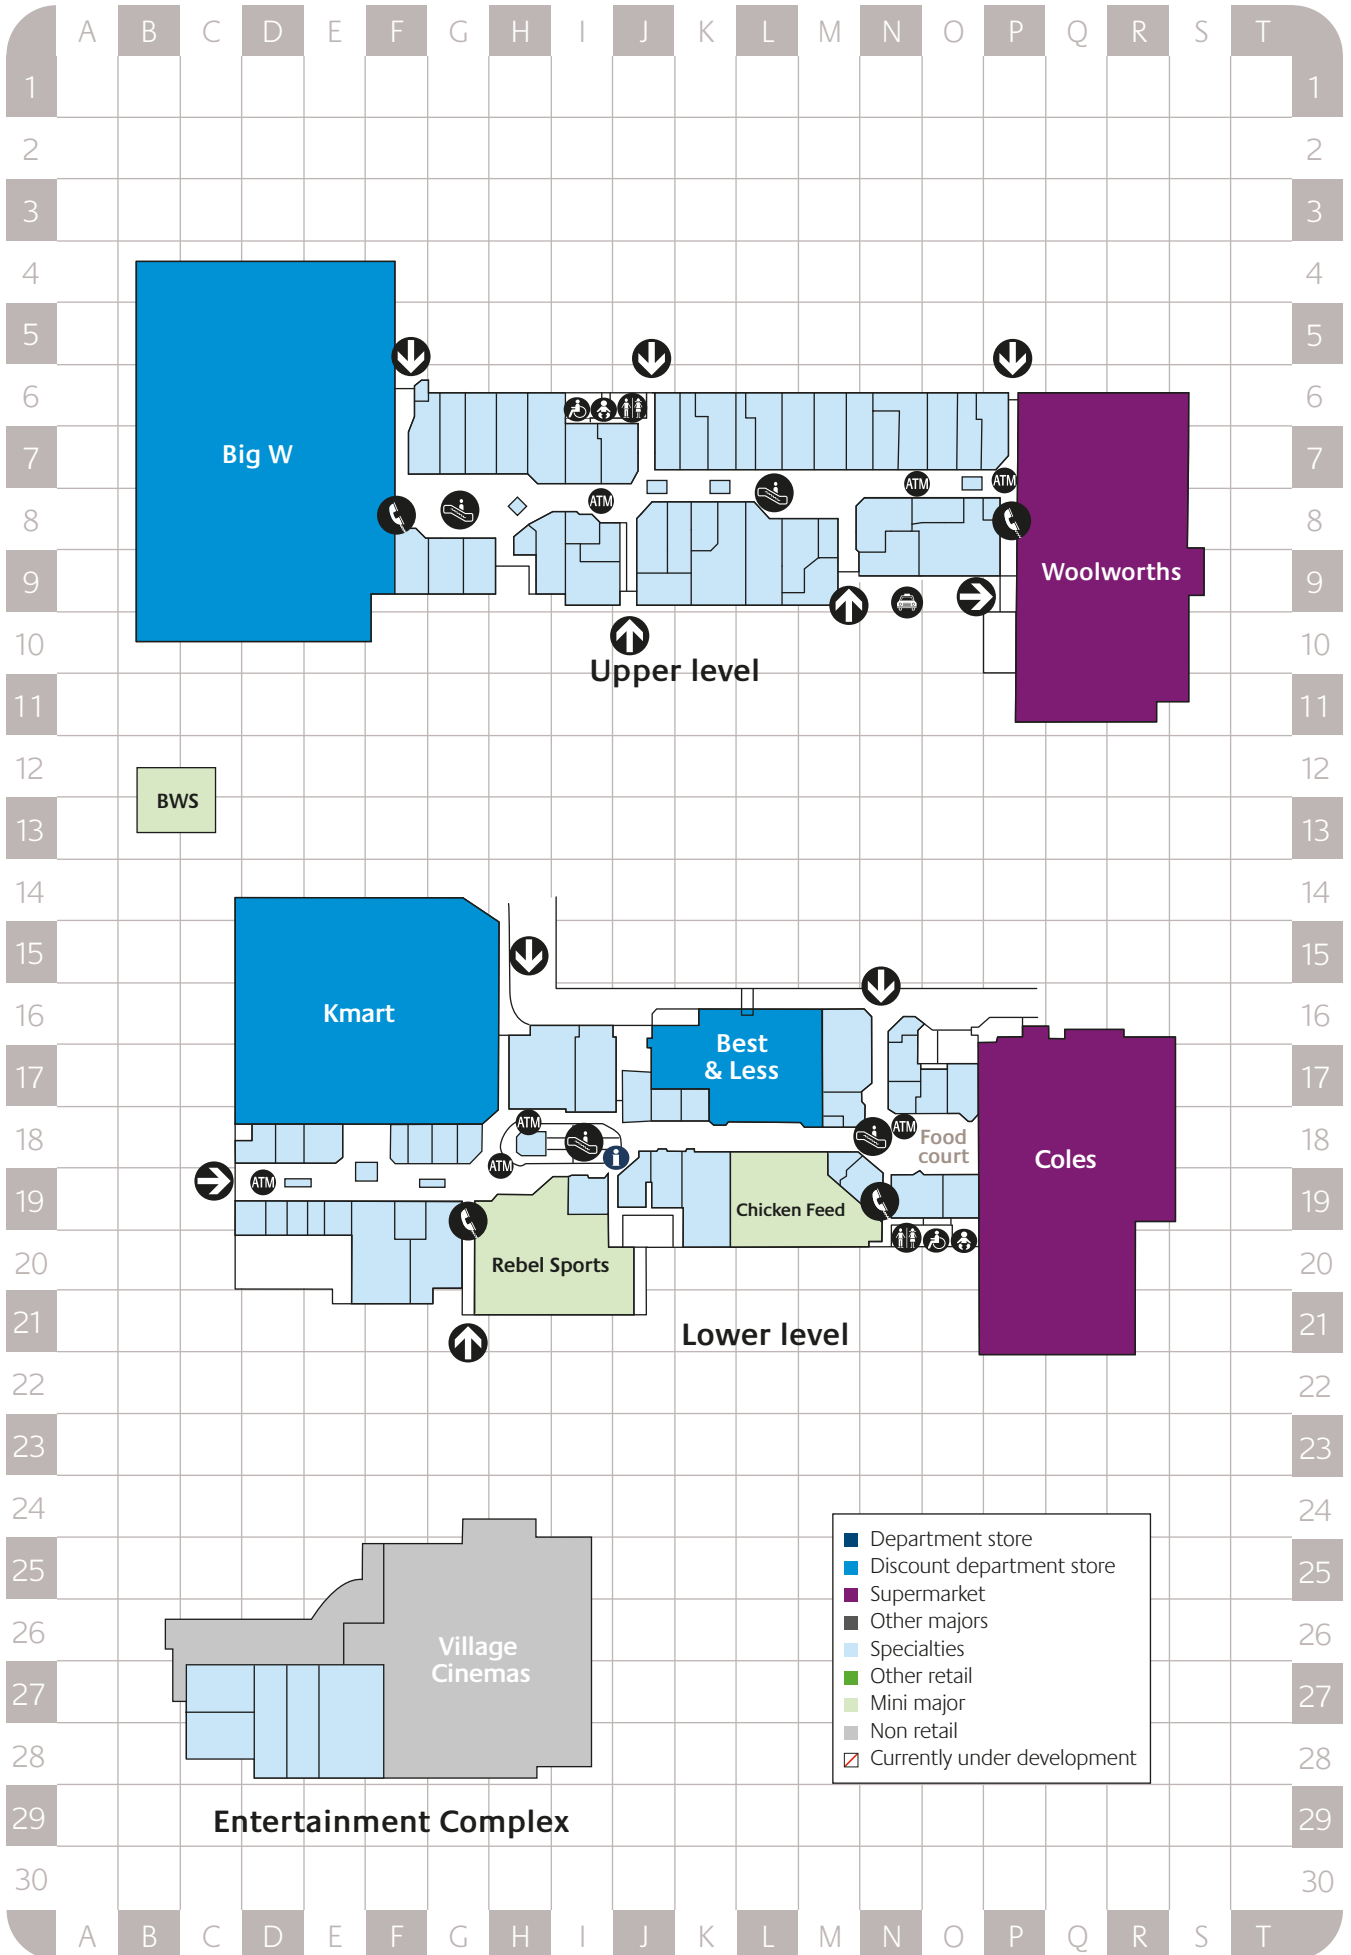 A B C D E F G H I J K L M N O P Q R S T
1 1
2 2
3 3
4 4
5 5
6 6
7 7
Big W
ATM ATM ATM
8 8
9 9
Woolworths
10 10
Upper level
11 11
12 12
BWS
13 13
14 14
15 15
16 16
Kmart
Best
& Less
17 17
ATM
ATM
18 18
Food
court
Coles
ATM
ATM
19 19
Chicken Feed
20 20
Rebel Sports
21 21
Lower level
22 22
23 23
24 24
Department store
25 25
Discount department store
Supermarket
Other majors
26 26
Village
Cinemas
Specialties
Other retail
27 27
Mini major
Non retail
28 28
Currently under development
29 29
Entertainment Complex
30 30
A B C D E F G H I J K L M N O P Q R S T